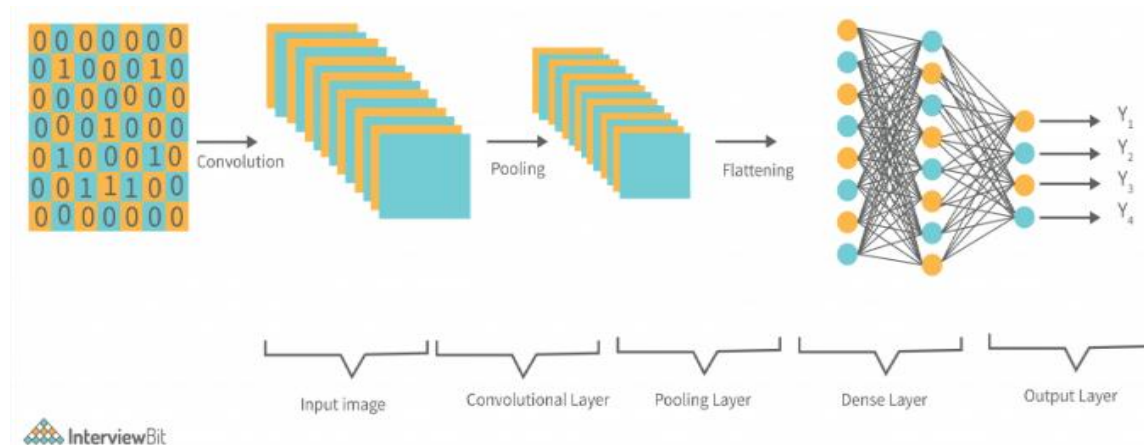 0 0 0 0 0 0 0
0 1 0 0 0 1 0
0 0 0 0 0 0 0
0 0 0 1 0 0 0
0 1 0 0 0 1 0
0 0 1 1 1 0 0
0 0 0 0 0 0 0
Convolution
Pooling
Flattening
Y1
Y2
Y3
Y4
Input image
Convolutional Layer
Pooling Layer
Dense Layer
Output Layer
InterviewBit